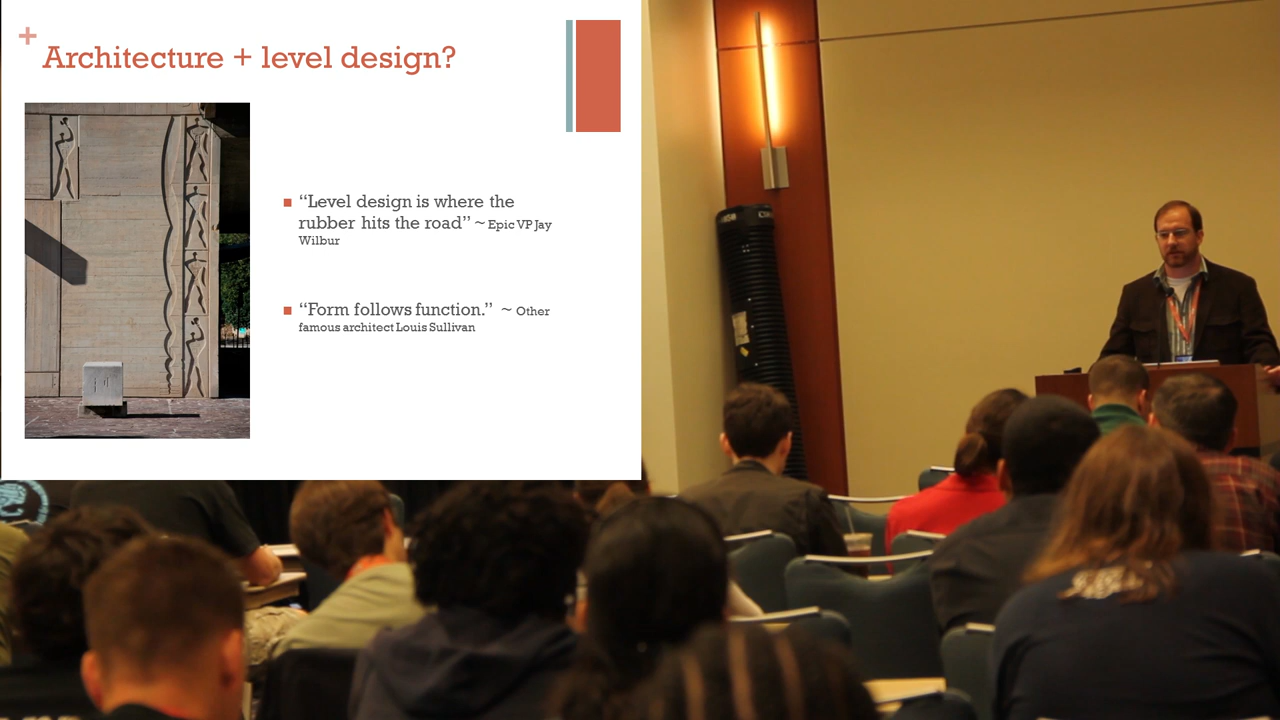 +
Architecture + level design?
“Level design is where the
rubber hits the road” ~ Epic VP Jay
Wilbur
“Form follows function.” ~ Other
famous architect Louis Sullivan